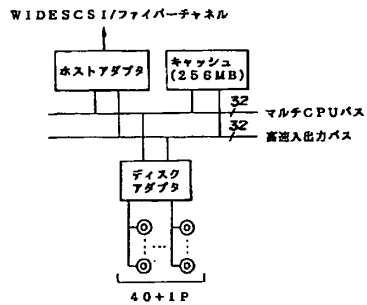 WIDESCSI/ファイバーチャネル
ホストアダプタ
キャッシュ
(256MB)
32
マルチCPUバス
32
高速入出力バス
ディスク
アダプタ
40+1P